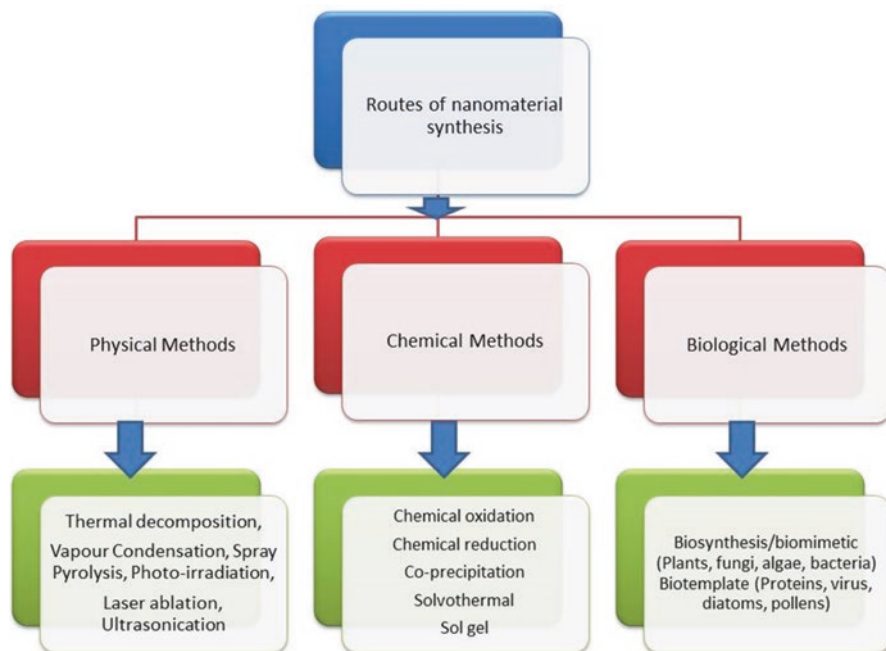 Routes of nanomaterial
synthesis
Physical Methods
Chemical Methods
Biological Methods
Thermal decomposition,
Vapour Condensation, Spray
Pyrolysis, Photo-irradiation,
Laser ablation,
Ultrasonication
Chemical oxidation
Chemical reduction
Co-precipitation
Solvothermal
Sol gel
Biosynthesis/biomimetic
(Plants, fungi, algae, bacteria)
Biotemplate (Proteins, virus,
diatoms, pollens)